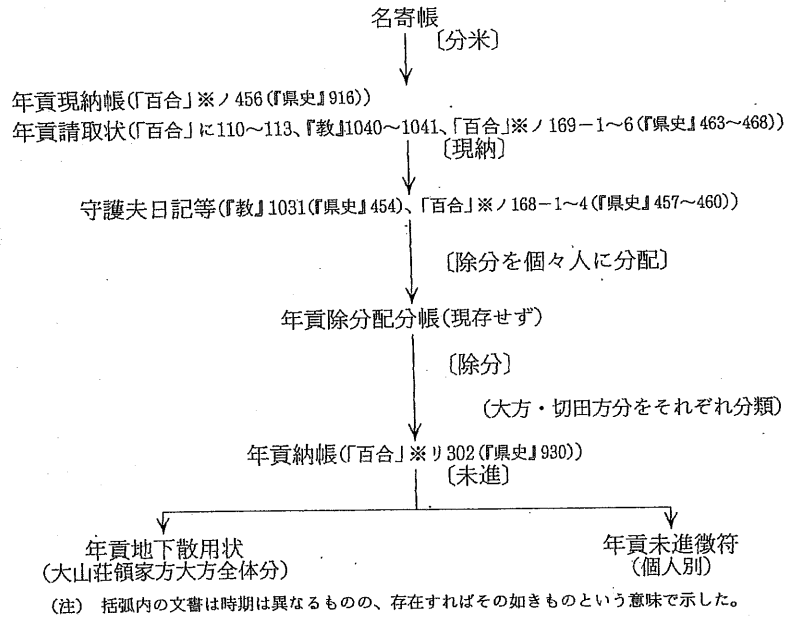 名寄帳
〔分米〕
年貢現納帳(「百合」※ノ456(『県史』916))
年貢請取状(「百合」に110〜113、『教』1040〜1041、「百合」※ノ169－1〜6(『県史』463〜468))
〔現納〕
守護夫日記等(『教』1031(『県史』454)、「百合」※ノ168－1〜4(『県史』457〜460))
〔除分を個々人に分配〕
年貢除分配分帳(現存せず)
〔除分〕
(大方・切田方分をそれぞれ分類)
年貢納帳(「百合」※リ302(『県史』930))
〔未進〕
年貢地下散用状
(大山荘領家方大方全体分)
年貢未進徴符
(個人別)
(注) 括弧内の文書は時期は異なるものの、存在すればその如きものという意味で示した。